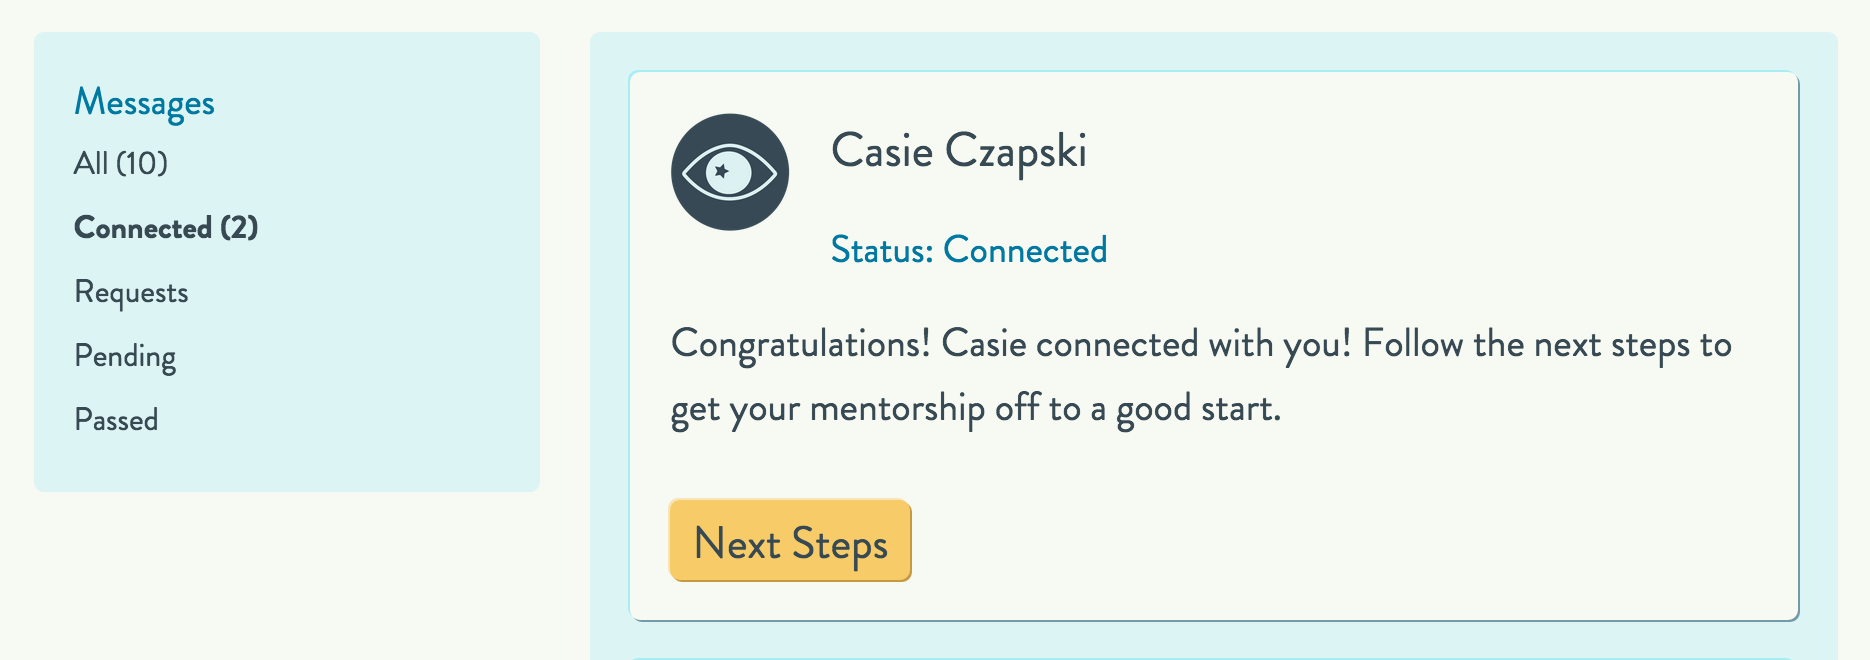 Messages
All (10)
Connected (2)
Requests
Pending
Passed
Casie Czapski
Status: Connected
Congratulations! Casie connected with you! Follow the next steps to
get your mentorship off to a good start.
Next Steps